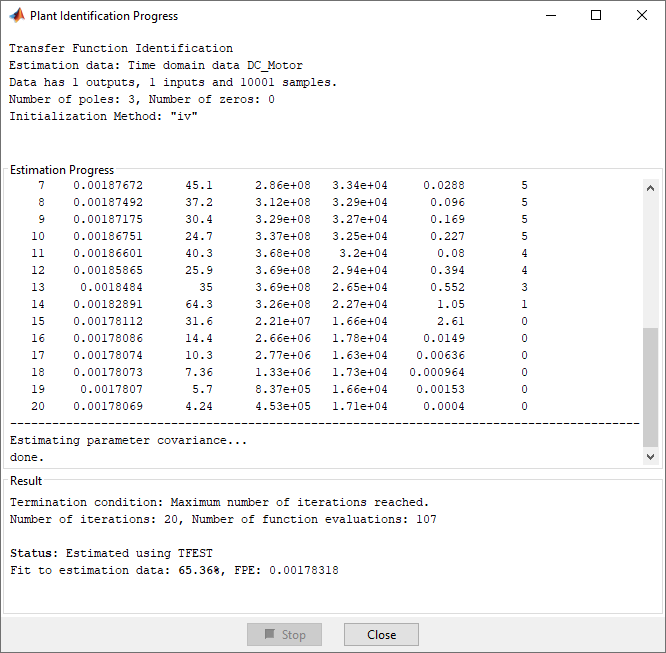 Plant Identification Progress
Transfer Function Identification
Estimation data: Time domain data DC_Motor
Data has 1 outputs, 1 inputs and 10001 samples.
Number of poles: 3, Number of zeros: 0
Initialization Method: "iv"
Estimation Progress
7 0.00187672 45.1 2.86e+08 3.34e+04 0.0288 5
8 0.00187492 37.2 3.12e+08 3.29e+04 0.096 5
9 0.00187175 30.4 3.29e+08 3.27e+04 0.169 5
10 0.00186751 24.7 3.37e+08 3.25e+04 0.227 5
11 0.00186601 40.3 3.68e+08 3.2e+04 0.08 4
12 0.00185865 25.9 3.69e+08 2.94e+04 0.394 4
13 0.0018484 35 3.69e+08 2.65e+04 0.552 3
14 0.00182891 64.3 3.26e+08 2.27e+04 1.05 1
15 0.00178112 31.6 2.21e+07 1.66e+04 2.61 0
16 0.00178086 14.4 2.66e+06 1.78e+04 0.0149 0
17 0.00178074 10.3 2.77e+06 1.63e+04 0.00636 0
18 0.00178073 7.36 1.33e+06 1.73e+04 0.000964 0
19 0.0017807 5.7 8.37e+05 1.66e+04 0.00153 0
20 0.00178069 4.24 4.53e+05 1.71e+04 0.0004 0
------------------------------------------------------------------------------------------
Estimating parameter covariance...
done.
Result
Termination condition: Maximum number of iterations reached.
Number of iterations: 20, Number of function evaluations: 107
Status: Estimated using TFEST
Fit to estimation data: 65.36%, FPE: 0.00178318
Stop Close